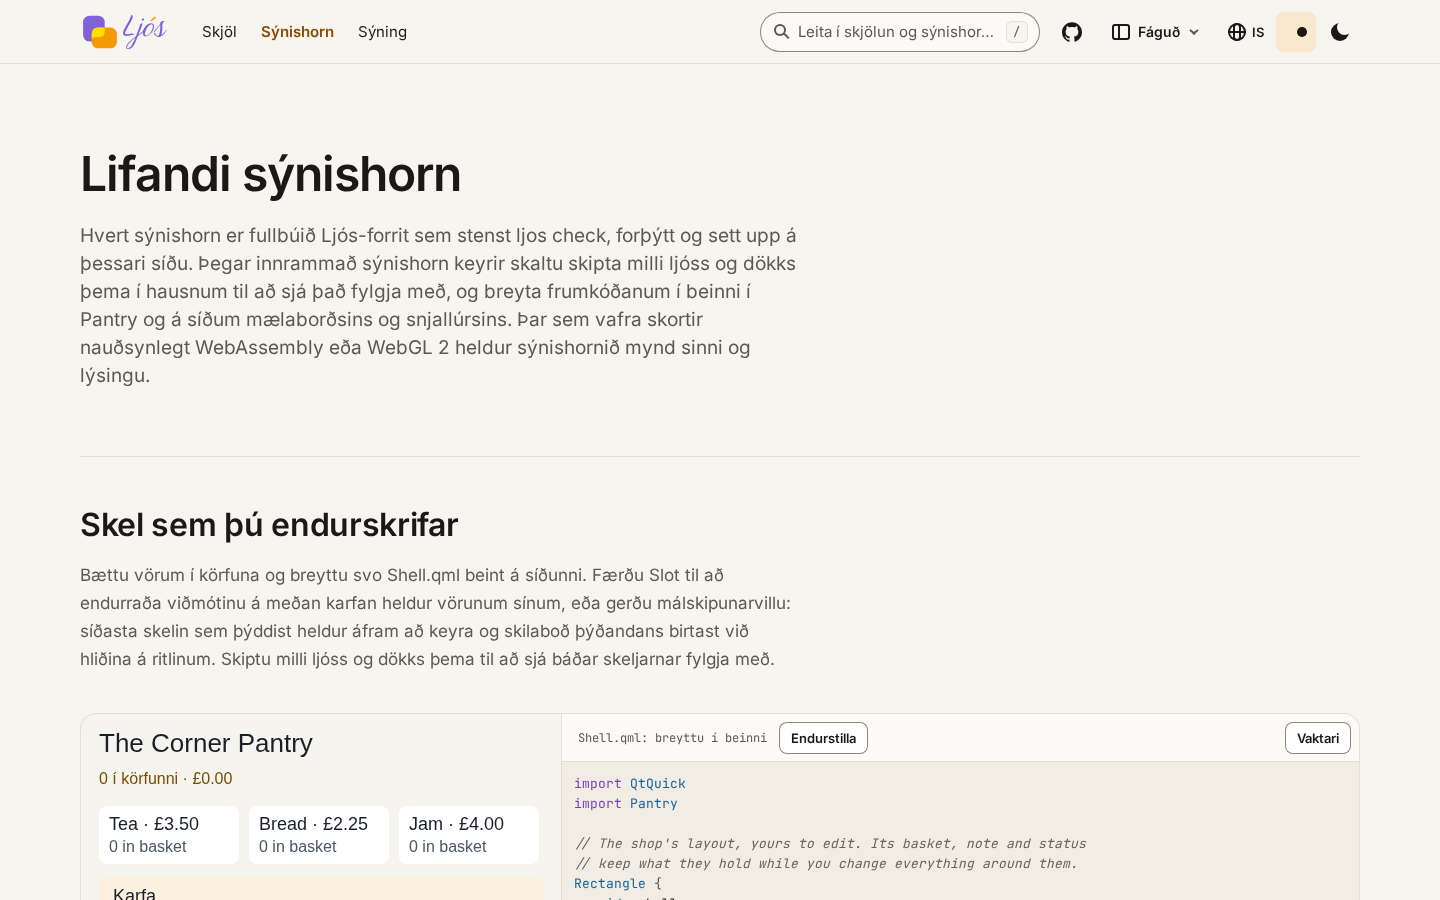 Ljós
Skjöl
Sýnishorn
Sýning
Leita í skjölun og sýnishor...
/
Fáguð
IS
Lifandi sýnishorn
Hvert sýnishorn er fullbúið Ljós-forrit sem stenst ljos check, forþýtt og sett upp á
þessari síðu. Þegar innrammað sýnishorn keyrir skaltu skipta milli ljóss og dökks
þema í hausnum til að sjá það fylgja með, og breyta frumkóðanum í beinni í
Pantry og á síðum mælaborðsins og snjallúrsins. Þar sem vafra skortir
nauðsynlegt WebAssembly eða WebGL 2 heldur sýnishornið mynd sinni og
lýsingu.
Skel sem þú endurskrifar
Bættu vörum í körfuna og breyttu svo Shell.qml beint á síðunni. Færðu Slot til að
endurraða viðmótinu á meðan karfan heldur vörunum sínum, eða gerðu málskipunarvillu:
síðasta skelin sem þýddist heldur áfram að keyra og skilaboð þýðandans birtast við
hliðina á ritlinum. Skiptu milli ljóss og dökks þema til að sjá báðar skeljarnar fylgja með.
The Corner Pantry
0 í körfunni · £0.00
Tea · £3.50
0 in basket
Bread · £2.25
0 in basket
Jam · £4.00
0 in basket
Karfa
Shell.qml: breyttu í beinni
Endurstilla
Vaktari
import QtQuick
import Pantry
// The shop's layout, yours to edit. Its basket, note and status
// keep what they hold while you change everything around them.
Rectangle {